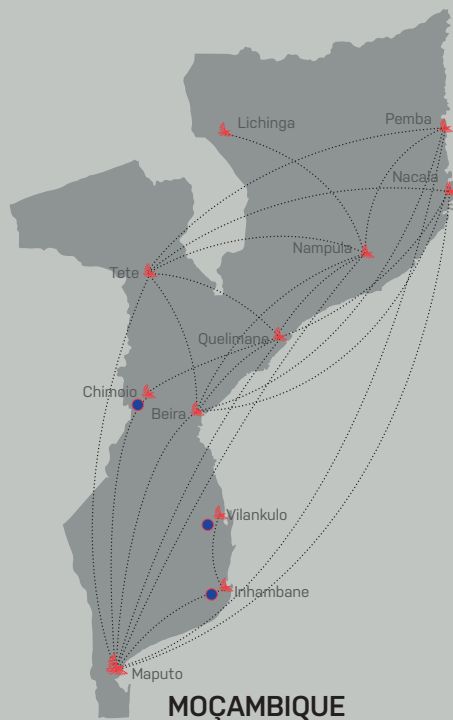 Lichinga
Pemba
Nacala
Nampula
Tete
Quelimane
Chimoio
Beira
Vilankulo
Inhambane
Maputo
MOÇAMBIQUE